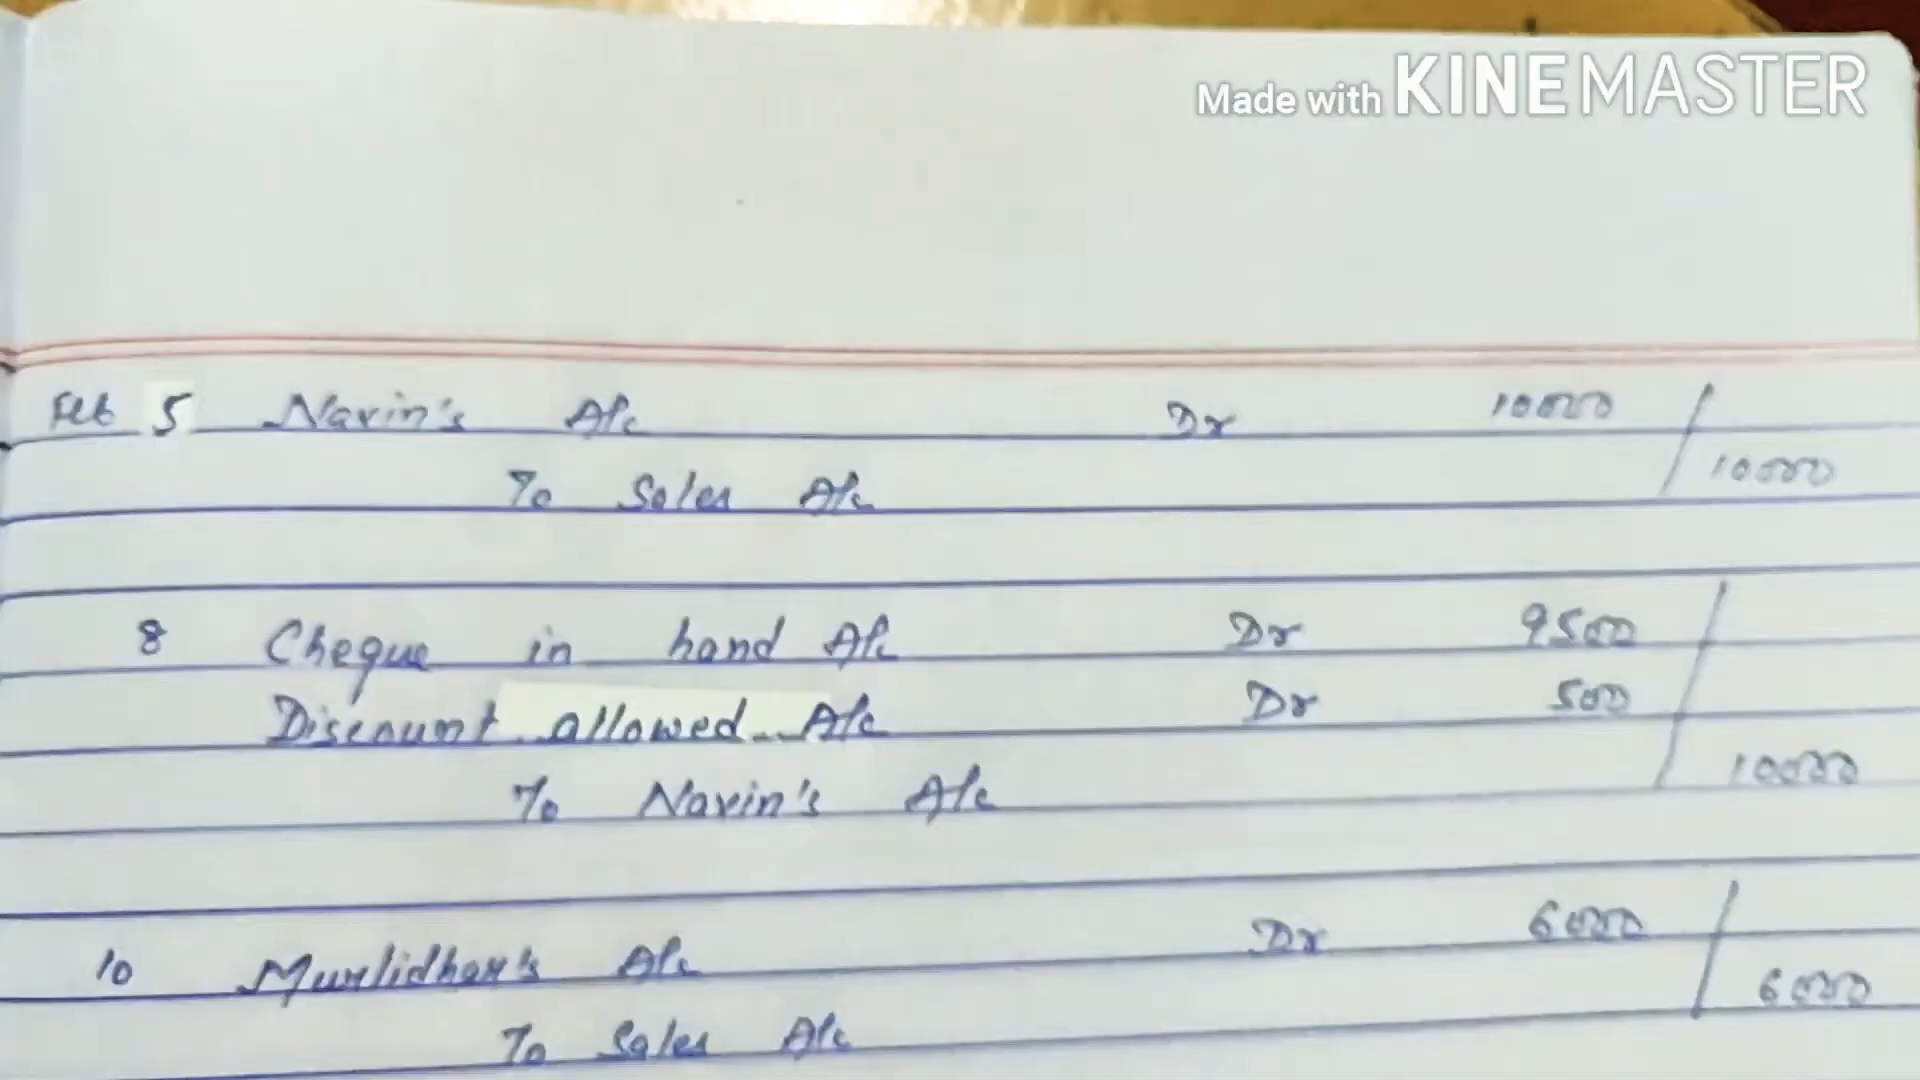 Made with KINEMASTER
Feb 5 Navin's A/c Dr 10000
To Sales A/c 10000
8 Cheque in hand A/c Dr 9500
Discount allowed A/c Dr 500
To Navin's A/c 10000
10 Murlidhar's A/c Dr 6000
To Sales A/c 6000